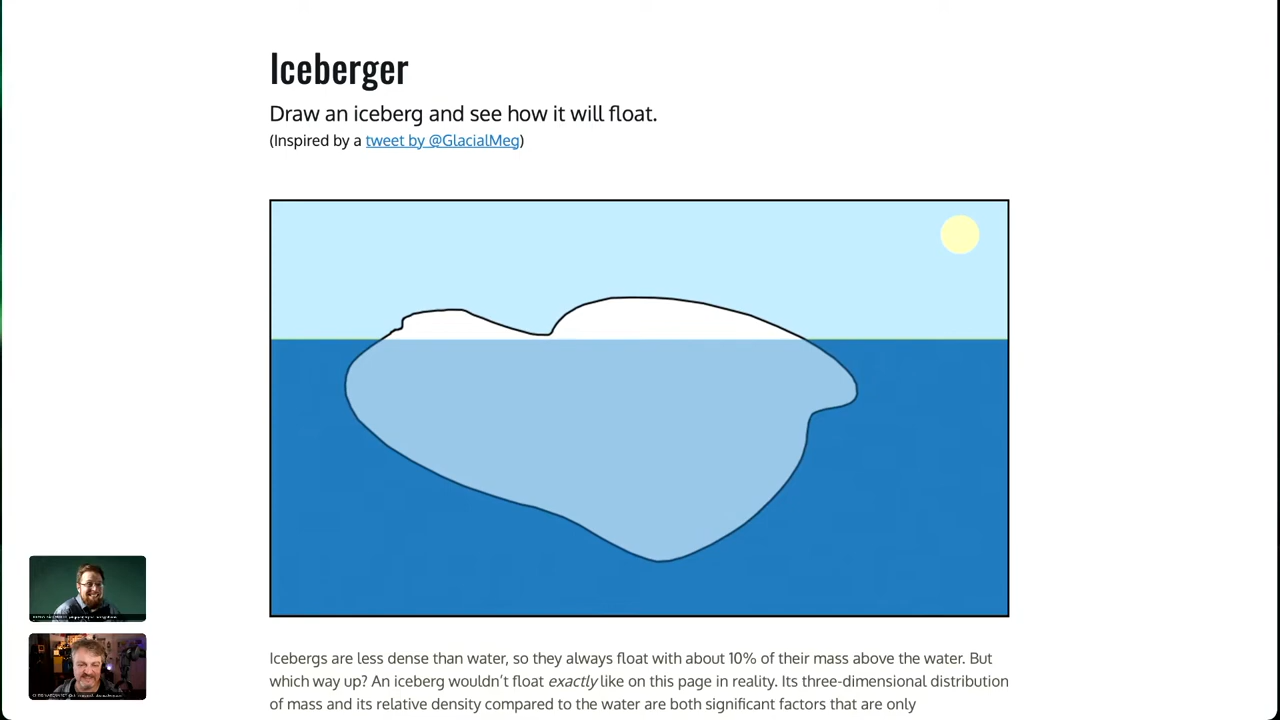 Iceberger
Draw an iceberg and see how it will float.
(Inspired by a tweet by @GlacialMeg)
Icebergs are less dense than water, so they always float with about 10% of their mass above the water. But
which way up? An iceberg wouldn't float exactly like on this page in reality. Its three-dimensional distribution
of mass and its relative density compared to the water are both significant factors that are only